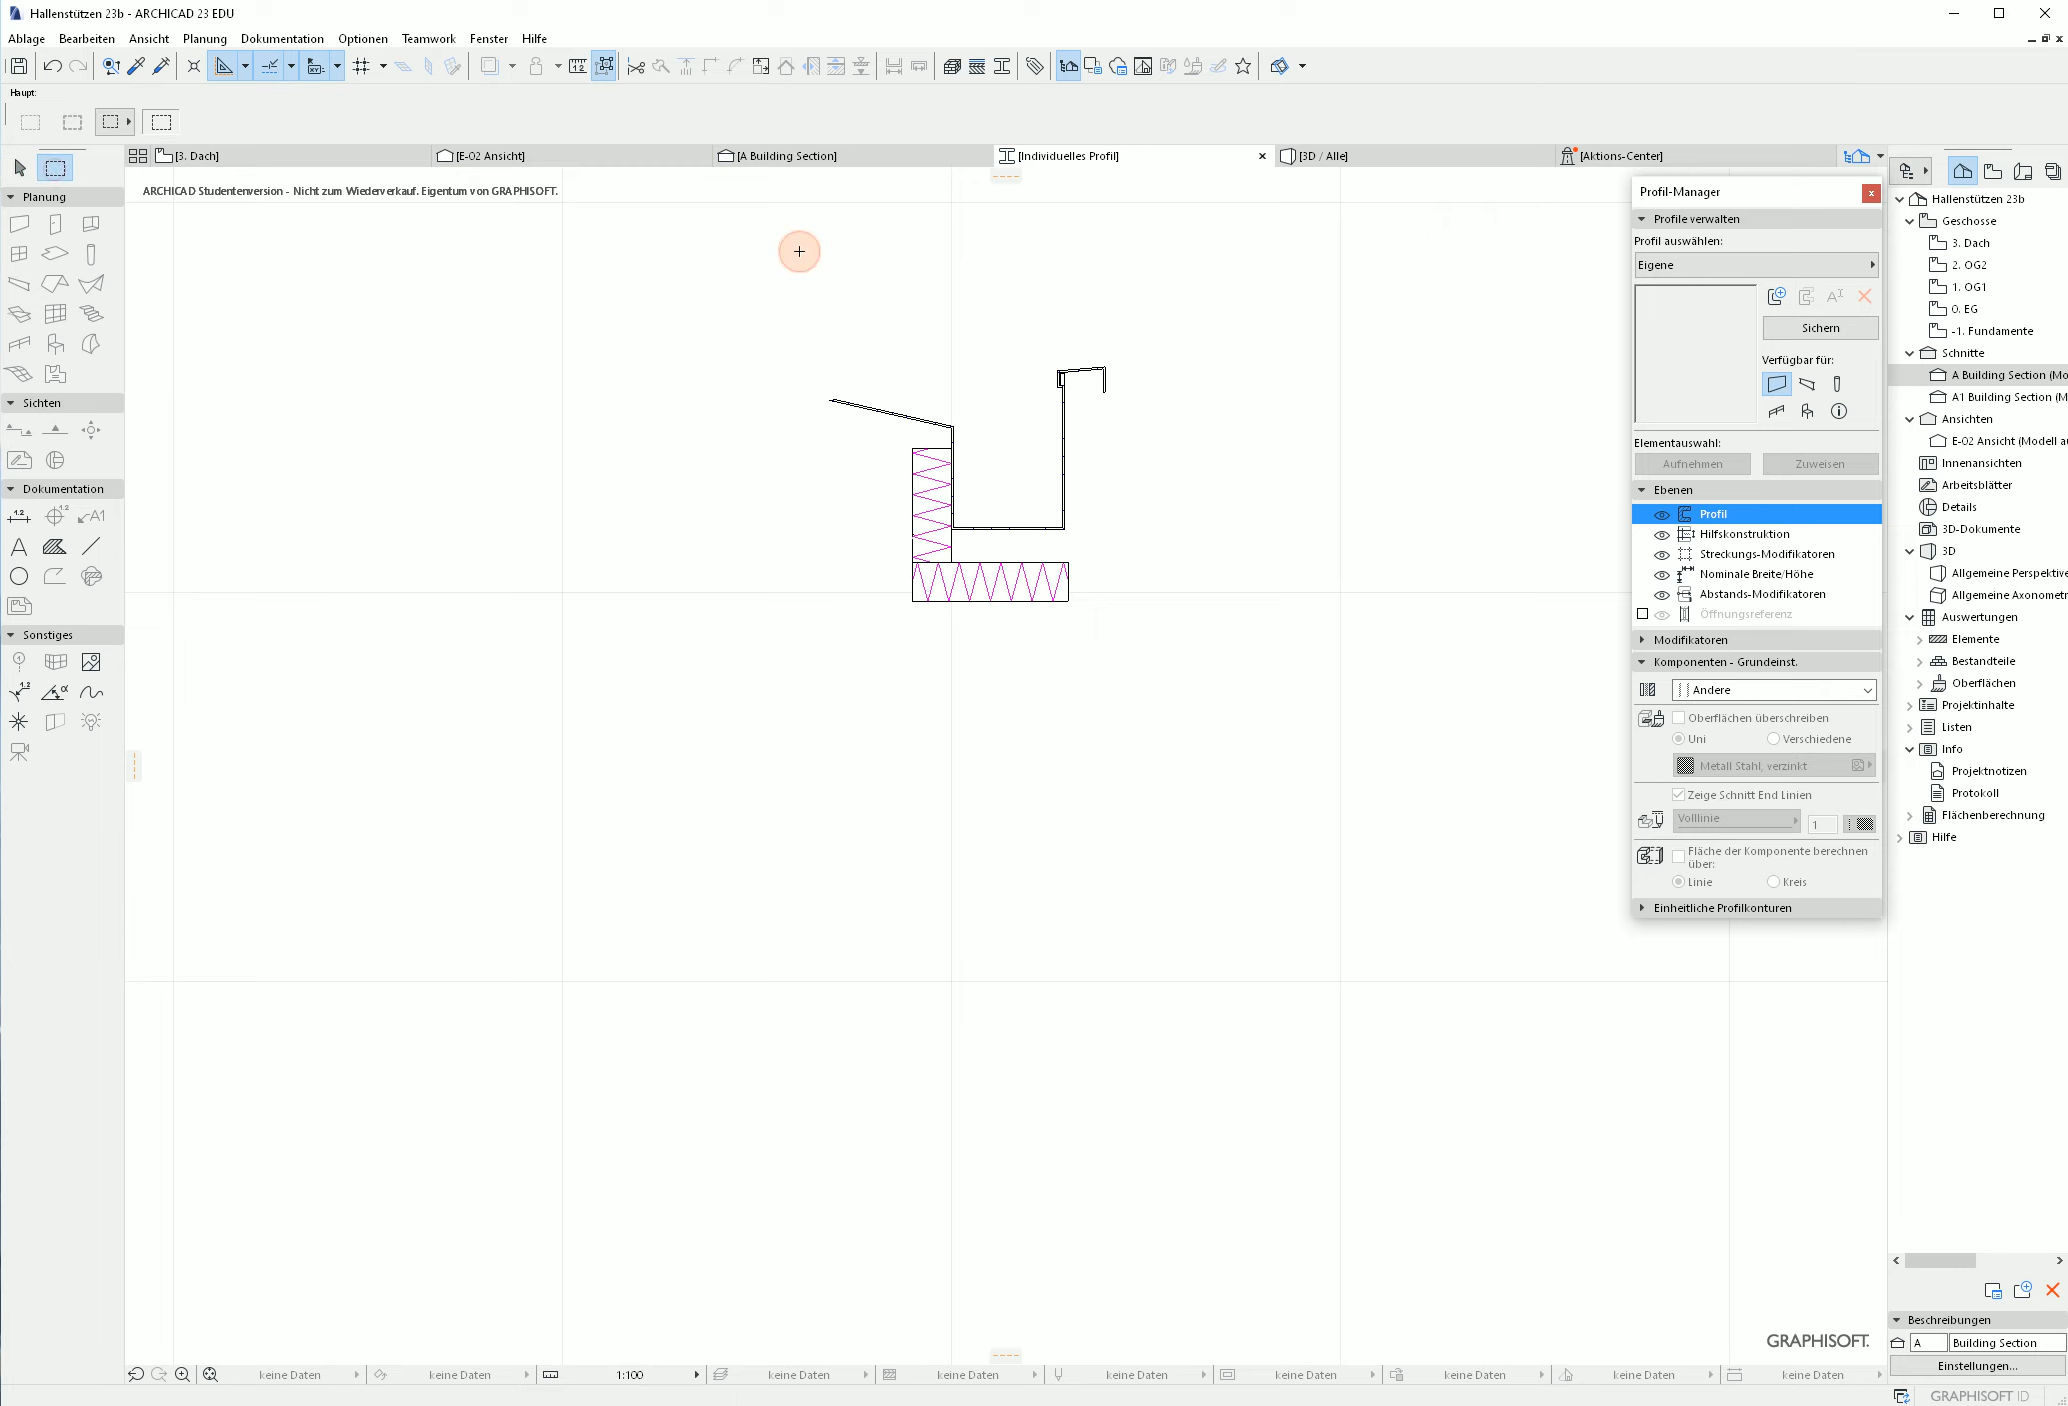 Hallenstützen 23b - ARCHICAD 23 EDU
Ablage Bearbeiten Ansicht Planung Dokumentation Optionen Teamwork Fenster Hilfe
Haupt:
[3. Dach]
[E-02 Ansicht]
[A Building Section]
[Individuelles Profil]
[3D / Alle]
[Aktions-Center]
ARCHICAD Studentenversion - Nicht zum Wiederverkauf. Eigentum von GRAPHISOFT.
Planung
Sichten
Dokumentation
Sonstiges
Profil-Manager
Profile verwalten
Profil auswählen:
Eigene
Sichern
Verfügbar für:
Elementauswahl:
Aufnehmen
Zuweisen
Ebenen
Profil
Hilfskonstruktion
Streckungs-Modifikatoren
Nominale Breite/Höhe
Abstands-Modifikatoren
Öffnungsreferenz
Modifikatoren
Komponenten - Grundeinst.
Andere
Oberflächen überschreiben
Uni
Verschiedene
Metall Stahl, verzinkt
Zeige Schnitt End Linien
Volllinie
1
Fläche der Komponente berechnen
über:
Linie
Kreis
Einheitliche Profilkonturen
Hallenstützen 23b
Geschosse
3. Dach
2. OG2
1. OG1
0. EG
-1. Fundamente
Schnitte
A Building Section (Mo
A1 Building Section (M
Ansichten
E-02 Ansicht (Modell au
Innenansichten
Arbeitsblätter
Details
3D-Dokumente
3D
Allgemeine Perspektive
Allgemeine Axonometr
Auswertungen
Elemente
Bestandteile
Oberflächen
Projektinhalte
Listen
Info
Projektnotizen
Protokoll
Flächenberechnung
Hilfe
GRAPHISOFT.
Beschreibungen
A
Building Section
Einstellungen...
keine Daten
keine Daten
1:100
keine Daten
keine Daten
keine Daten
keine Daten
keine Daten
keine Daten
keine Daten
GRAPHISOFT ID